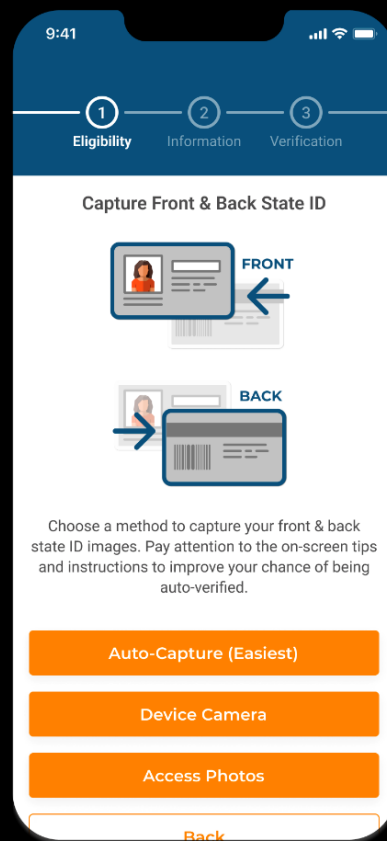 9:41
1 2 3
Eligibility Information Verification
Capture Front & Back State ID
FRONT
BACK
Choose a method to capture your front & back
state ID images. Pay attention to the on-screen tips
and instructions to improve your chance of being
auto-verified.
Auto-Capture (Easiest)
Device Camera
Access Photos
Back